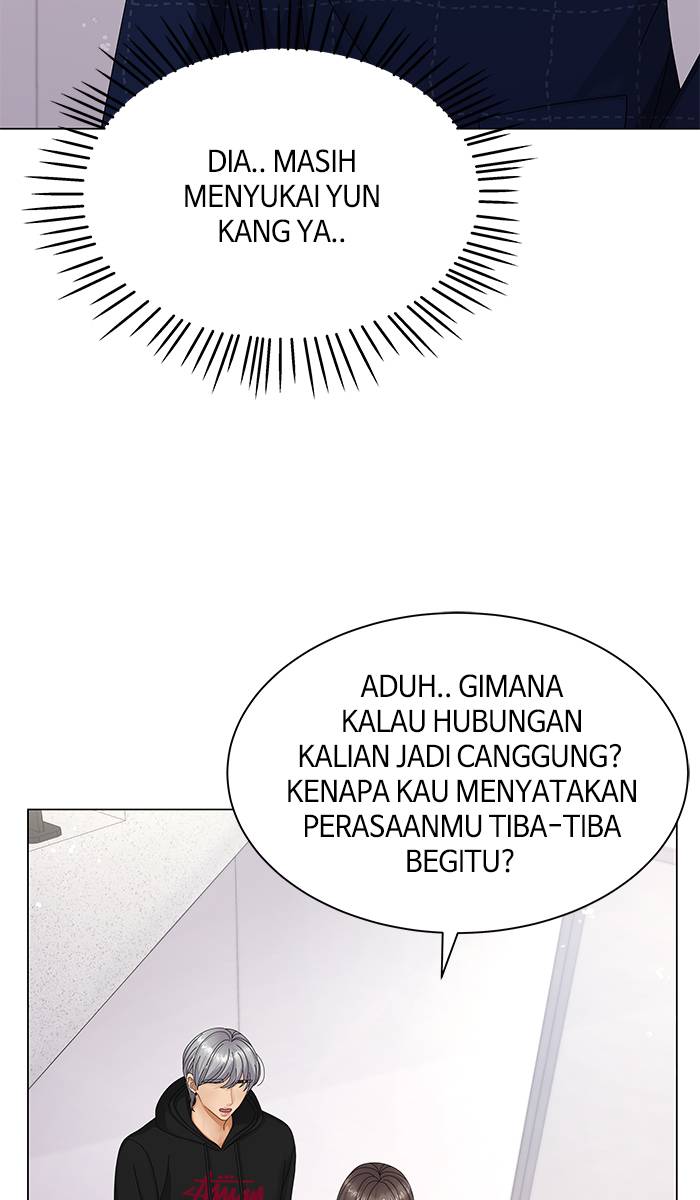 DIA.. MASIH
MENYUKAI YUN
KANG YA..
ADUH.. GIMANA
KALAU HUBUNGAN
KALIAN JADI CANGGUNG?
KENAPA KAU MENYATAKAN
PERASAANMU TIBA-TIBA
BEGITU?